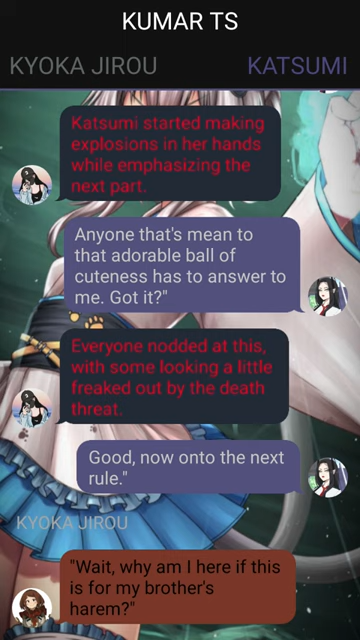 KUMAR TS
KYOKA JIROU
KATSUMI
Katsumi started making
explosions in her hands
while emphasizing the
next part.
Anyone that's mean to
that adorable ball of
cuteness has to answer to
me. Got it?"
Everyone nodded at this,
with some looking a little
freaked out by the death
threat.
Good, now onto the next
rule."
KYOKA JIROU
"Wait, why am I here if this
is for my brother's
harem?"